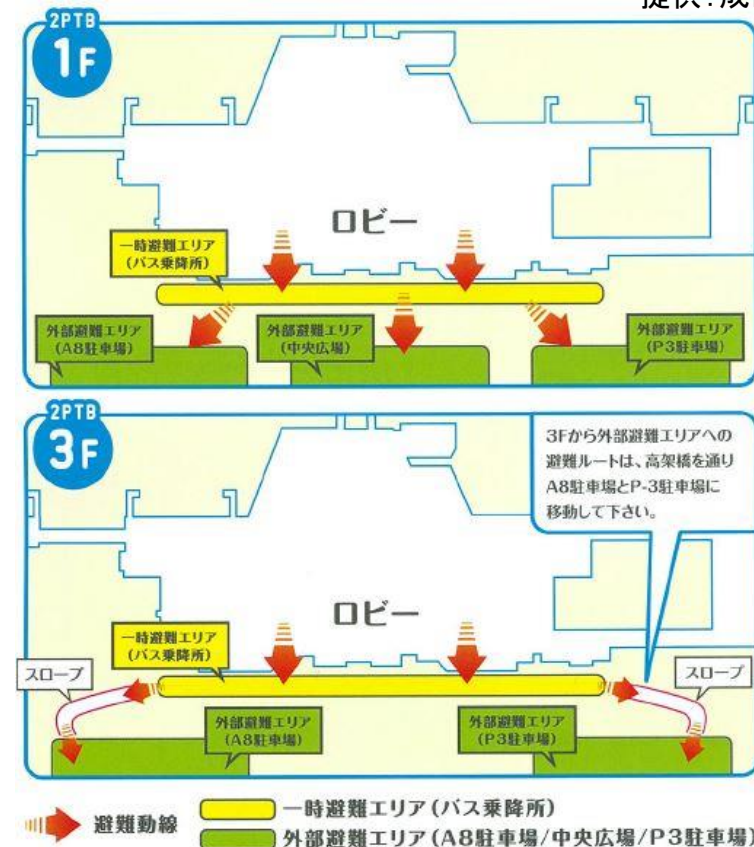 提供:成
2PTB
1F
ロビー
一時避難エリア
(バス乗降所)
外部避難エリア
(A8駐車場)
外部避難エリア
(中央広場)
外部避難エリア
(P3駐車場)
2PTB
3F
3Fから外部避難エリアへの
避難ルートは、高架橋を通り
A8駐車場とP-3駐車場に
移動して下さい。
ロビー
一時避難エリア
(バス乗降所)
スロープ
スロープ
外部避難エリア
(A8駐車場)
外部避難エリア
(P3駐車場)
避難動線
一時避難エリア(バス乗降所)
外部避難エリア(A8駐車場/中央広場/P3駐車場)